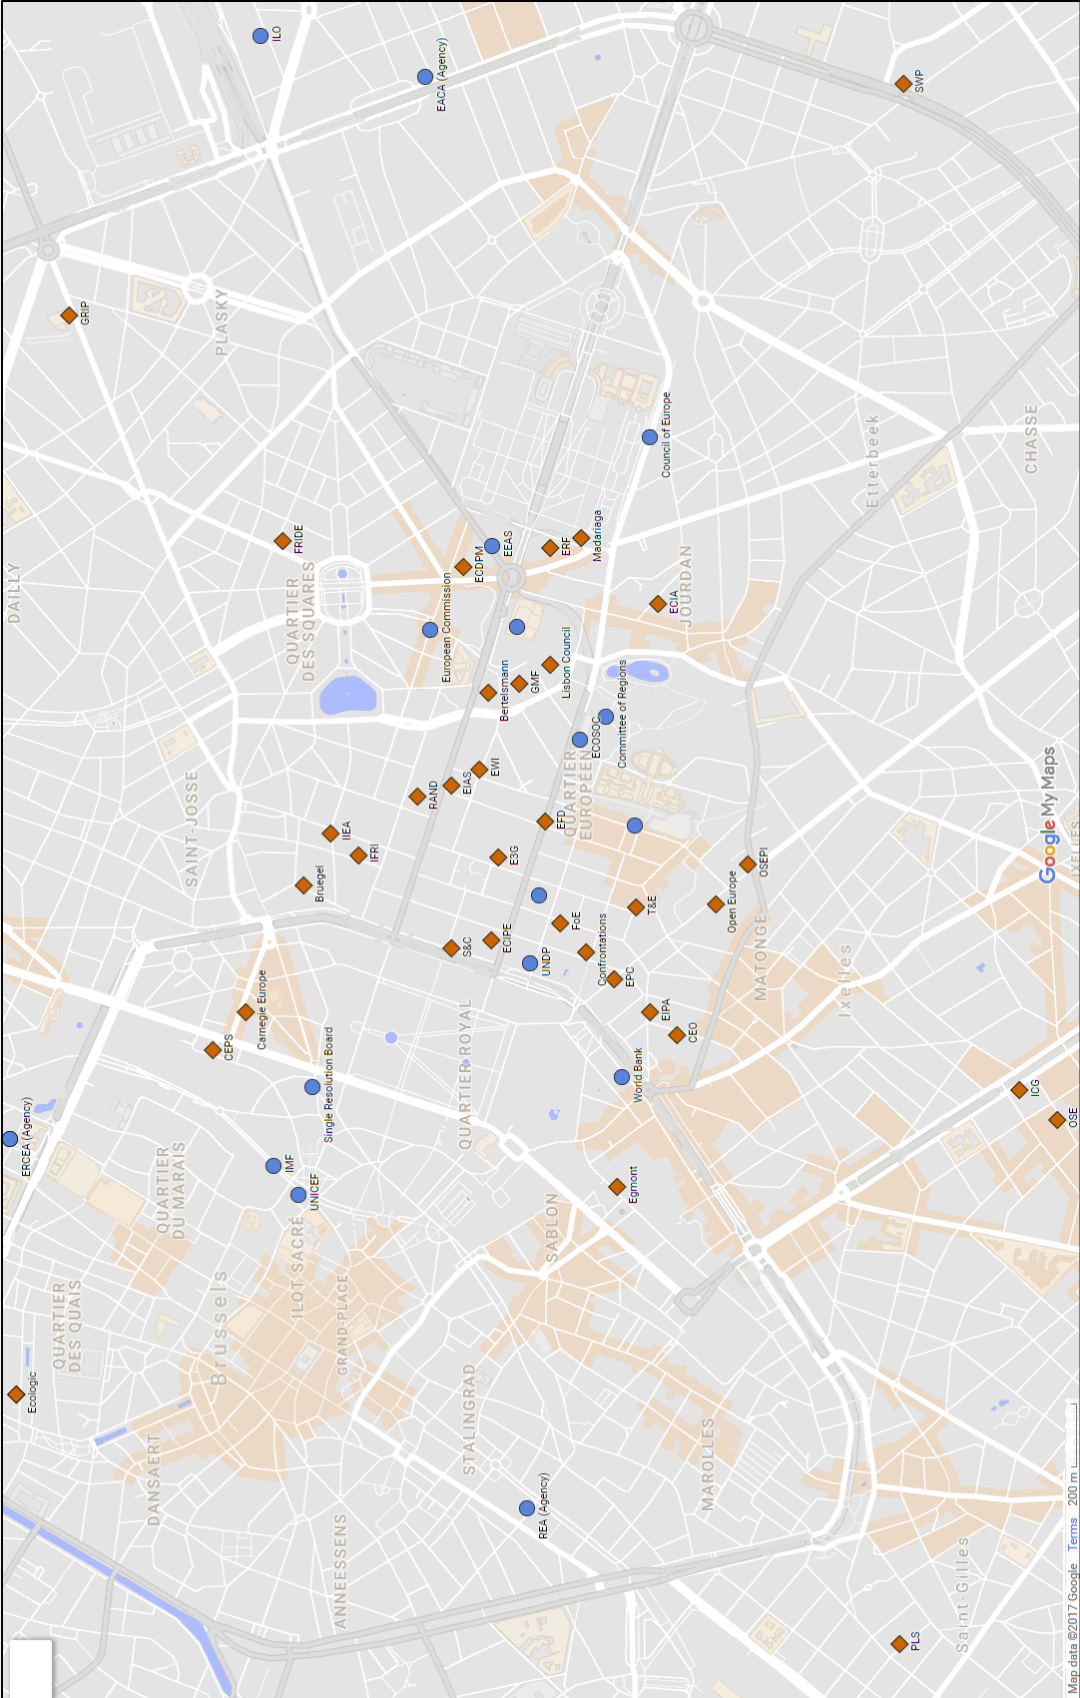 ILO
EACA (Agency)
SWP
GRIP
PLASKY
Council of Europe
Etterbeek
CHASSE
DAILLY
FRIDE
QUARTIER
DES SQUARES
ECDPM
EEAS
ERF
Madariaga
European Commission
ECIA
JOURDAN
Bertelsmann
GMF
Lisbon Council
ECOSOC
Committee of Regions
QUARTIER
EUROPÉEN
SAINT-JOSSE
RAND
EIAS
EWI
IIEA
IFRI
Bruegel
EFD
E3G
S&C
ECIPE
UNDP
FoE
Confrontations
EPC
T&E
Open Europe
OSEPI
EIPA
CEO
MATONGE
Ixelles
IXELLES
Carnegie Europe
CEPS
Single Resolution Board
QUARTIER ROYAL
World Bank
ERCEA (Agency)
IMF
UNICEF
QUARTIER
DU MARAIS
Egmont
ICG
OSE
SABLON
ILOT SACRÉ
Brussels
GRAND-PLACE
QUARTIER
DES QUAIS
Ecologic
DANSAERT
STALINGRAD
MAROLLES
REA (Agency)
ANNEESSENS
Saint-Gilles
PLS
Google My Maps
Map data ©2017 Google Terms 200 m